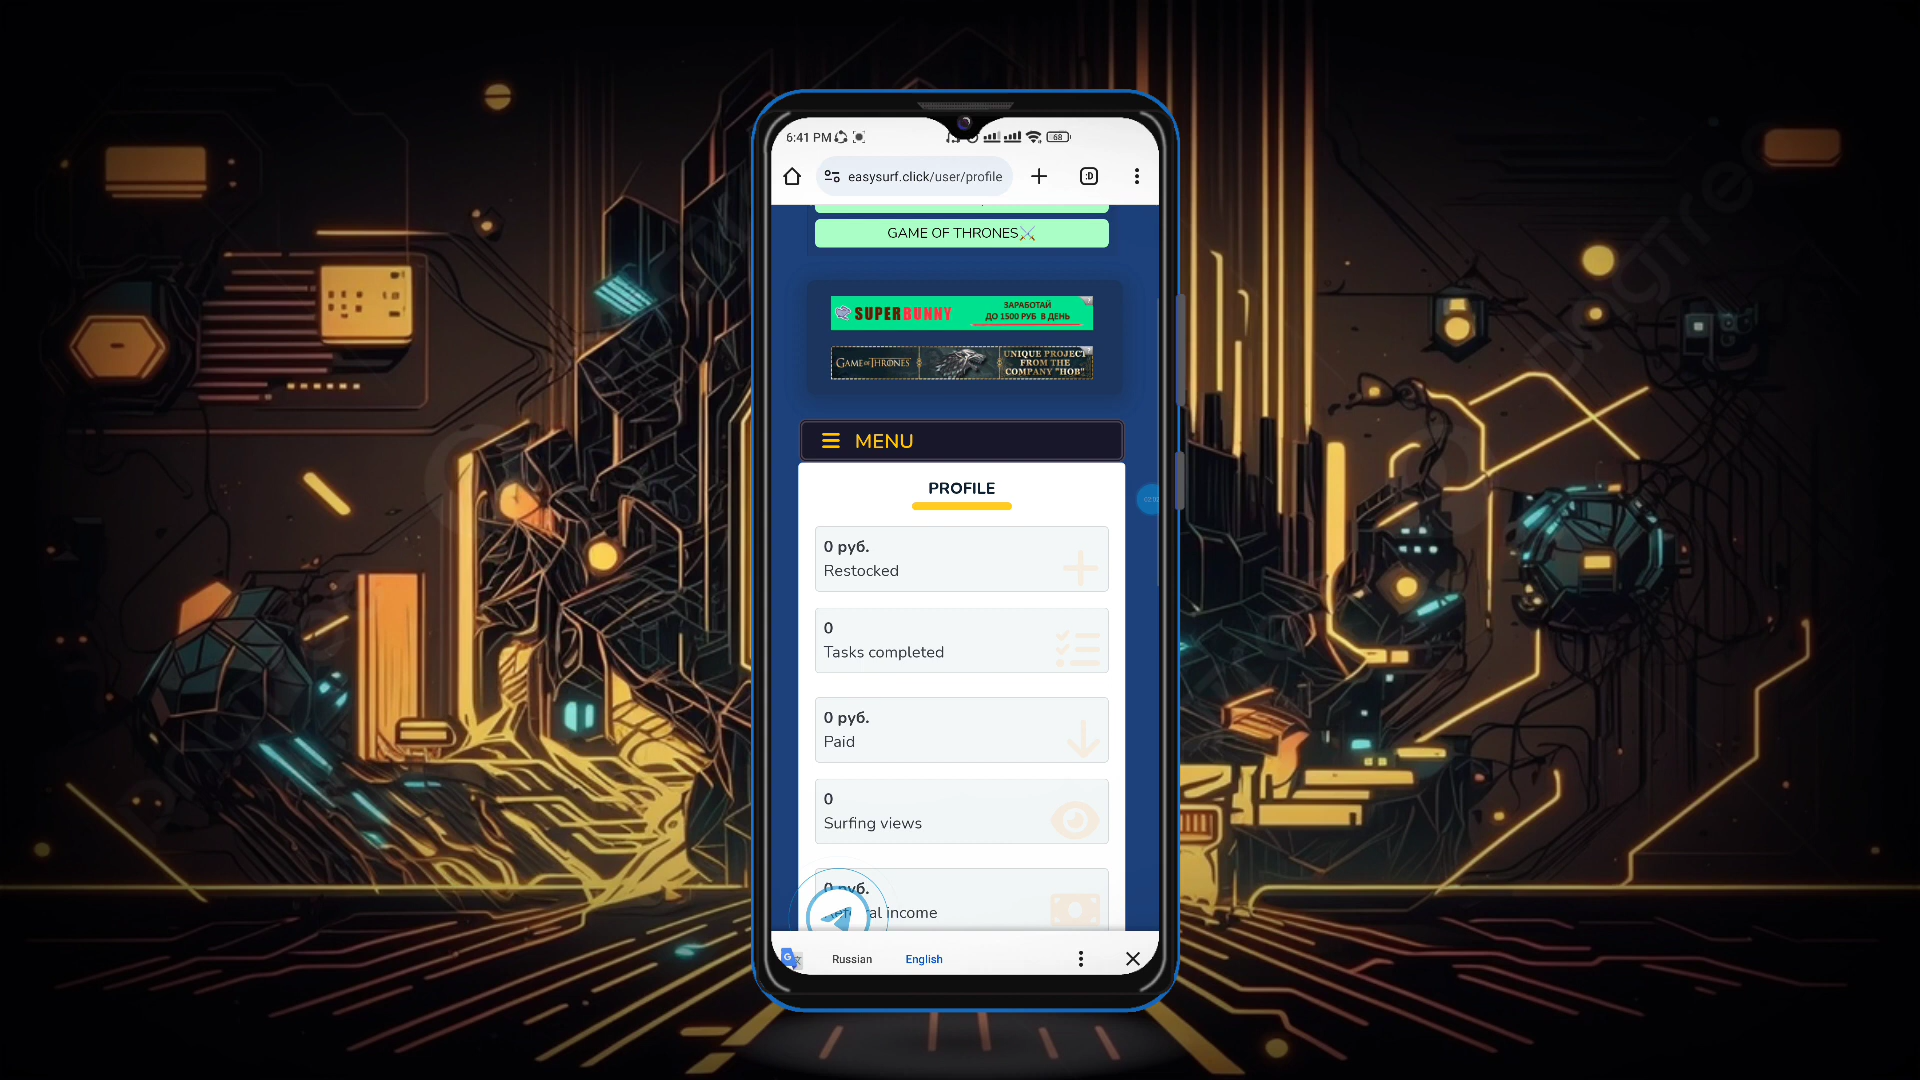 6:41 PM
68
easysurf.click/user/profile
:D
GAME OF THRONES
SUPERBUNNY
ЗАРАБОТАЙ
ДО 1500 РУБ В ДЕНЬ
GAME OF THRONES
UNIQUE PROJECT
FROM THE
COMPANY "HOB"
MENU
PROFILE
0 руб.
Restocked
0
Tasks completed
0 руб.
Paid
0
Surfing views
0 руб.
Referral income
Russian
English